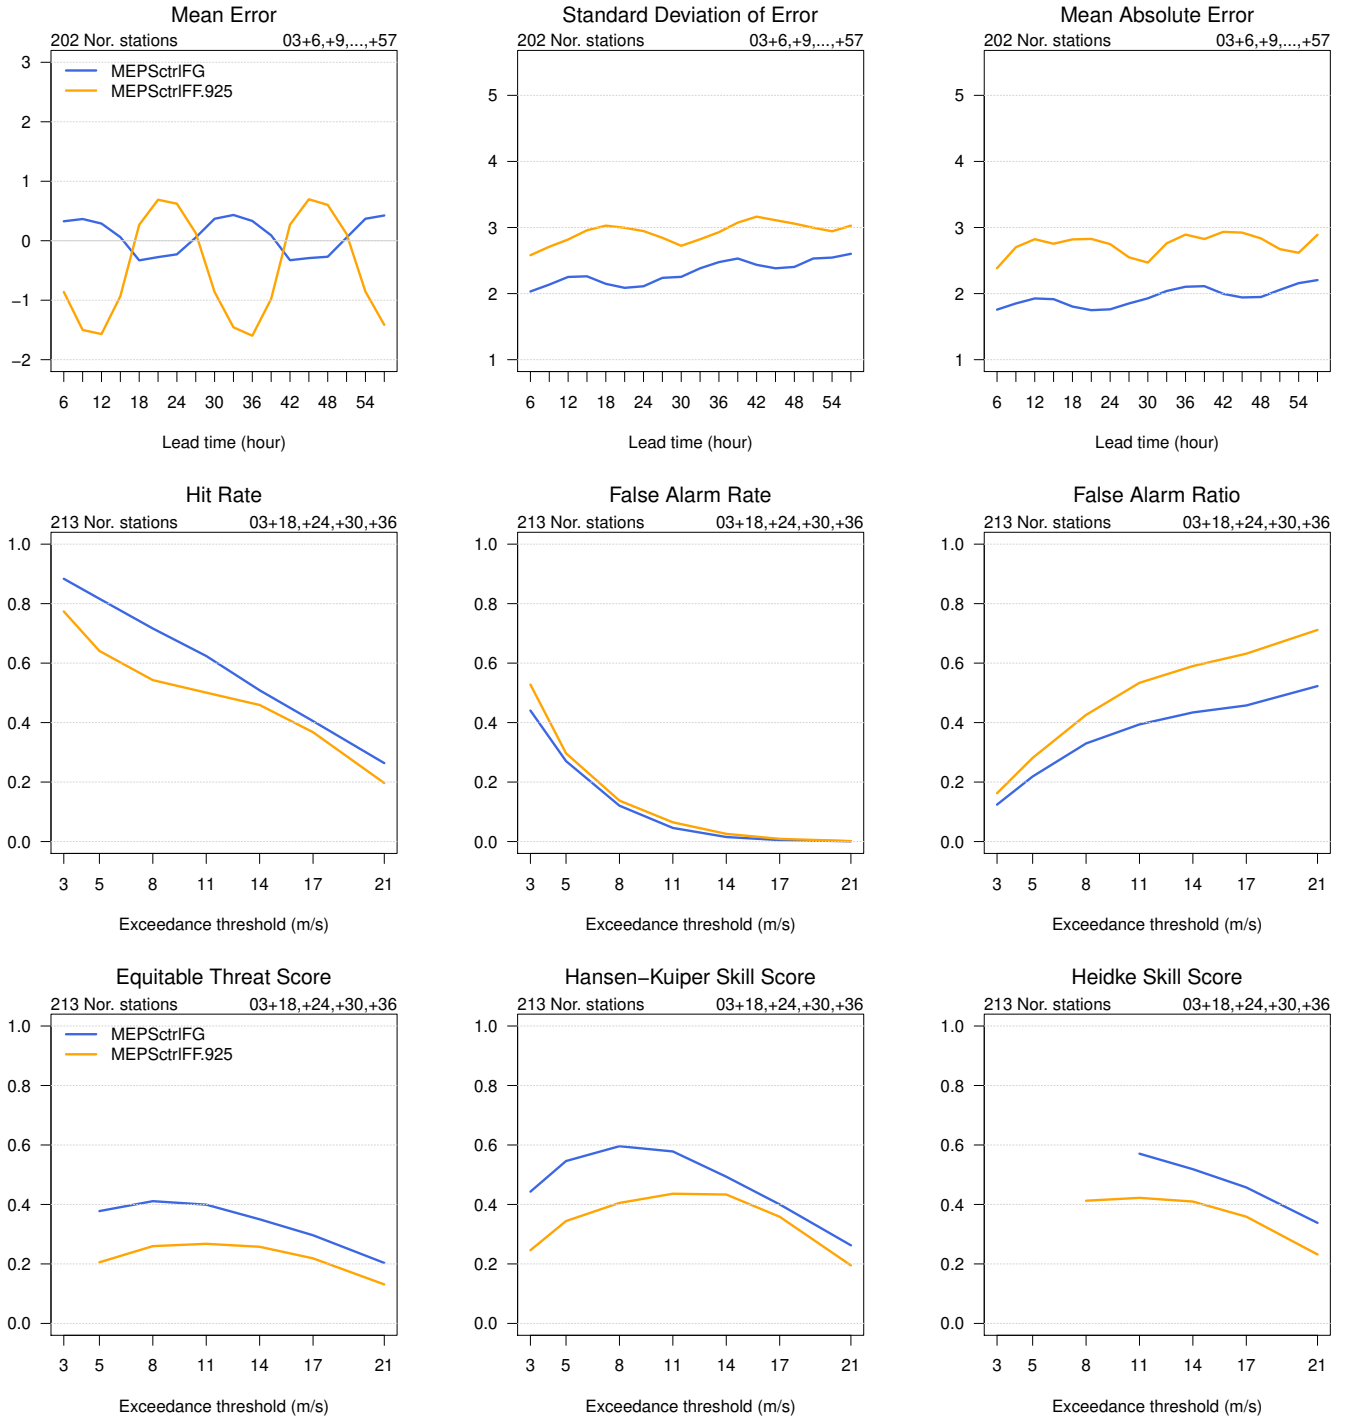 Mean Error
202 Nor. stations 03+6,+9,...,+57
3
2
1
0
−1
−2
MEPSctrlFG
MEPSctrlFF.925
6 12 18 24 30 36 42 48 54
Lead time (hour)
Standard Deviation of Error
202 Nor. stations 03+6,+9,...,+57
5
4
3
2
1
6 12 18 24 30 36 42 48 54
Lead time (hour)
Mean Absolute Error
202 Nor. stations 03+6,+9,...,+57
5
4
3
2
1
6 12 18 24 30 36 42 48 54
Lead time (hour)
Hit Rate
213 Nor. stations 03+18,+24,+30,+36
1.0
0.8
0.6
0.4
0.2
0.0
3 5 8 11 14 17 21
Exceedance threshold (m/s)
False Alarm Rate
213 Nor. stations 03+18,+24,+30,+36
1.0
0.8
0.6
0.4
0.2
0.0
3 5 8 11 14 17 21
Exceedance threshold (m/s)
False Alarm Ratio
213 Nor. stations 03+18,+24,+30,+36
1.0
0.8
0.6
0.4
0.2
0.0
3 5 8 11 14 17 21
Exceedance threshold (m/s)
Equitable Threat Score
213 Nor. stations 03+18,+24,+30,+36
1.0
0.8
0.6
0.4
0.2
0.0
MEPSctrlFG
MEPSctrlFF.925
3 5 8 11 14 17 21
Exceedance threshold (m/s)
Hansen−Kuiper Skill Score
213 Nor. stations 03+18,+24,+30,+36
1.0
0.8
0.6
0.4
0.2
0.0
3 5 8 11 14 17 21
Exceedance threshold (m/s)
Heidke Skill Score
213 Nor. stations 03+18,+24,+30,+36
1.0
0.8
0.6
0.4
0.2
0.0
3 5 8 11 14 17 21
Exceedance threshold (m/s)